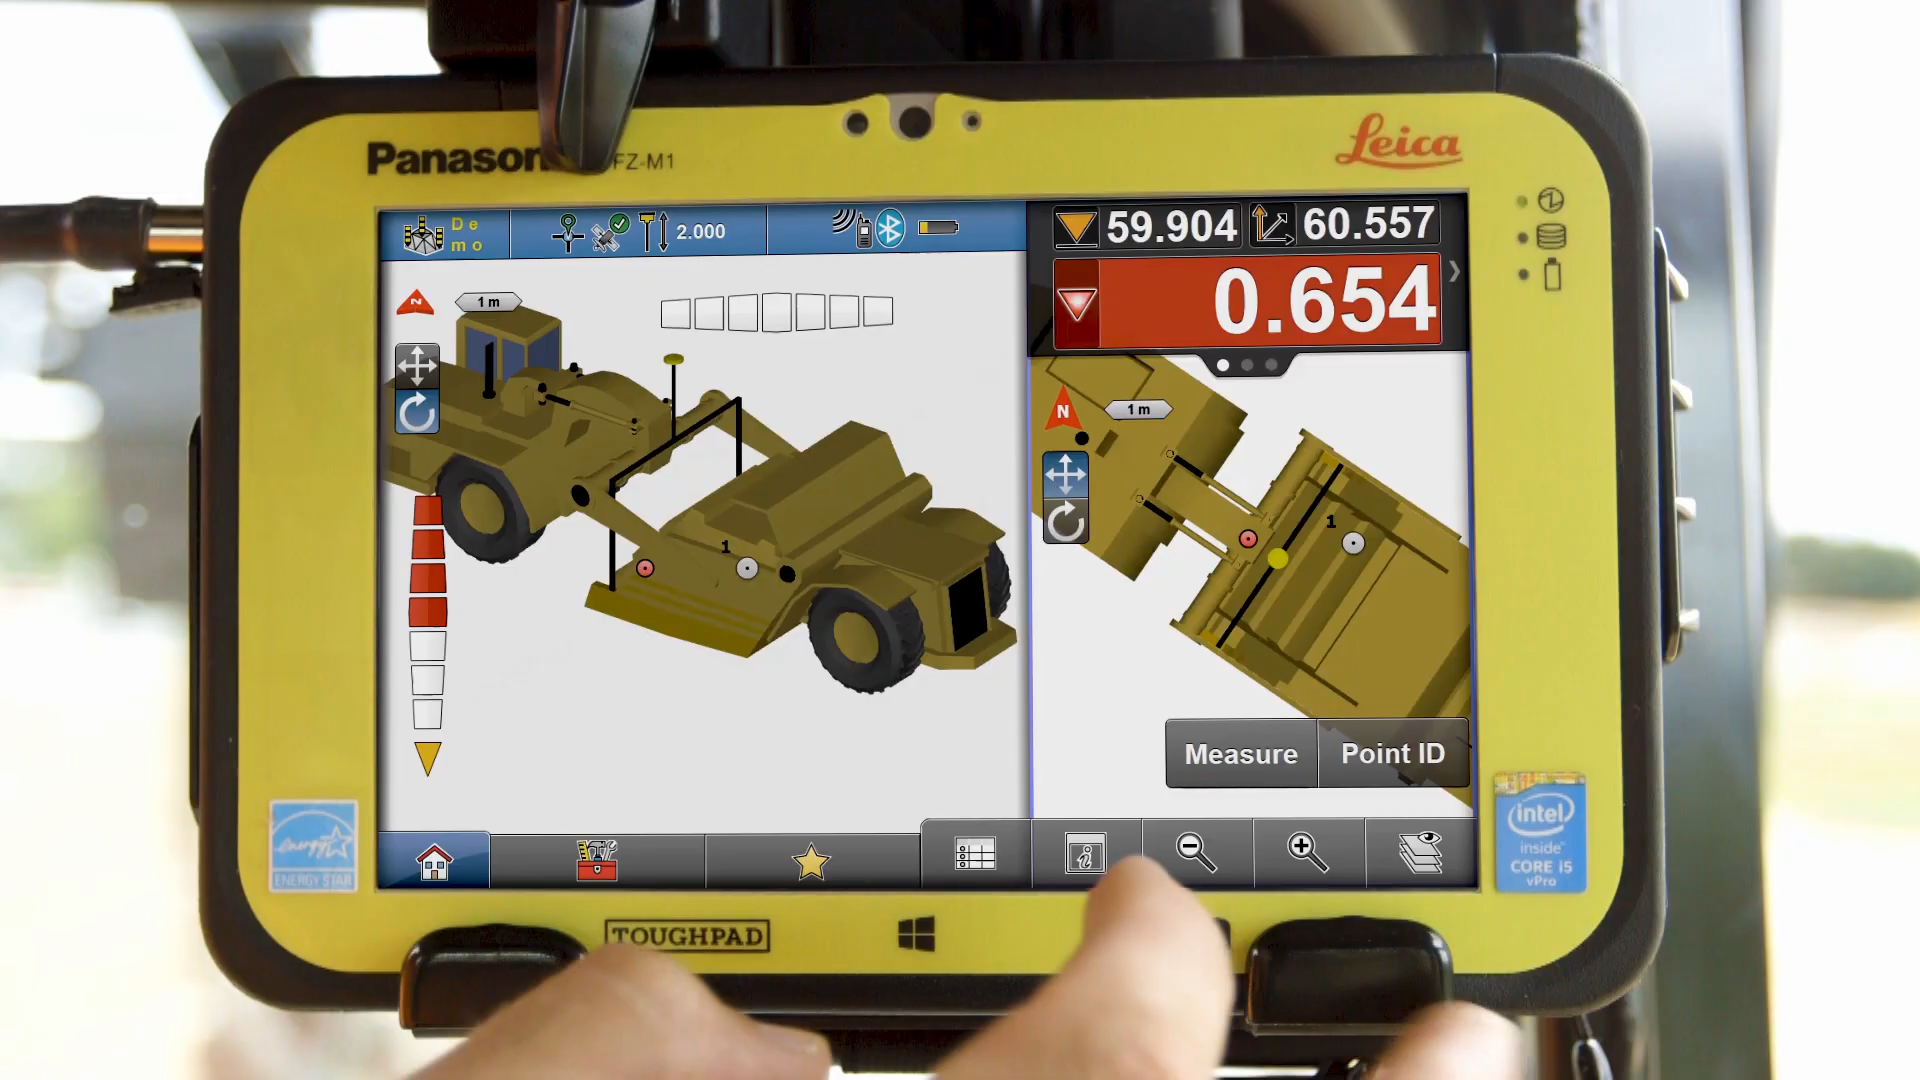 Panason
FZ-M1
Leica
De
mo
2.000
59.904
60.557
0.654
N
1 m
N
1 m
1
1
Measure
Point ID
energy
ENERGY STAR
intel
inside
CORE i5
vPro
TOUGHPAD